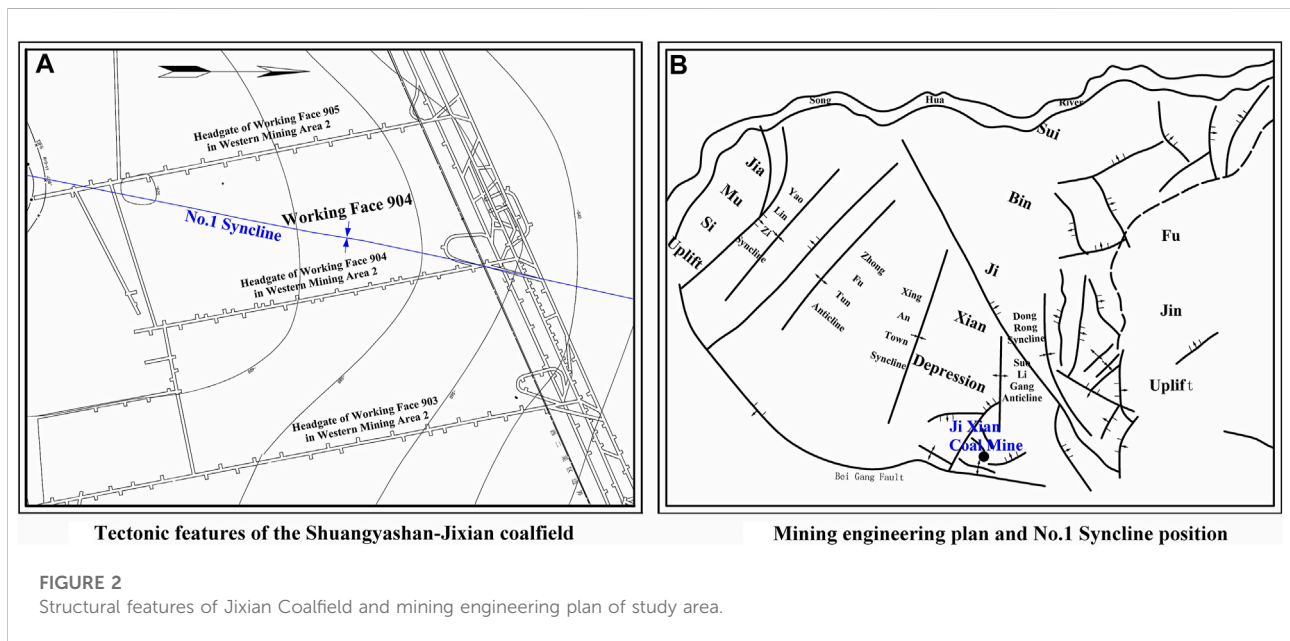 A
Headgate of Working Face 905
in Western Mining Area 2
No.1 Syncline
Working Face 904
Headgate of Working Face 904
in Western Mining Area 2
Headgate of Working Face 903
in Western Mining Area 2
Tectonic features of the Shuangyashan-Jixian coalfield
B
Song
Hua
River
Sui
Bin
Jia
Mu
Si
Uplift
Yao
Lin
Zi
Syncline
Zhong
Fu
Tun
Anticline
Xing
An
Town
Syncline
Ji
Xian
Depression
Dong
Rong
Syncline
Suo
Li
Gang
Anticline
Fu
Jin
Uplift
Ji Xian
Coal Mine
Bei Gang Fault
Mining engineering plan and No.1 Syncline position
FIGURE 2
Structural features of Jixian Coalfield and mining engineering plan of study area.